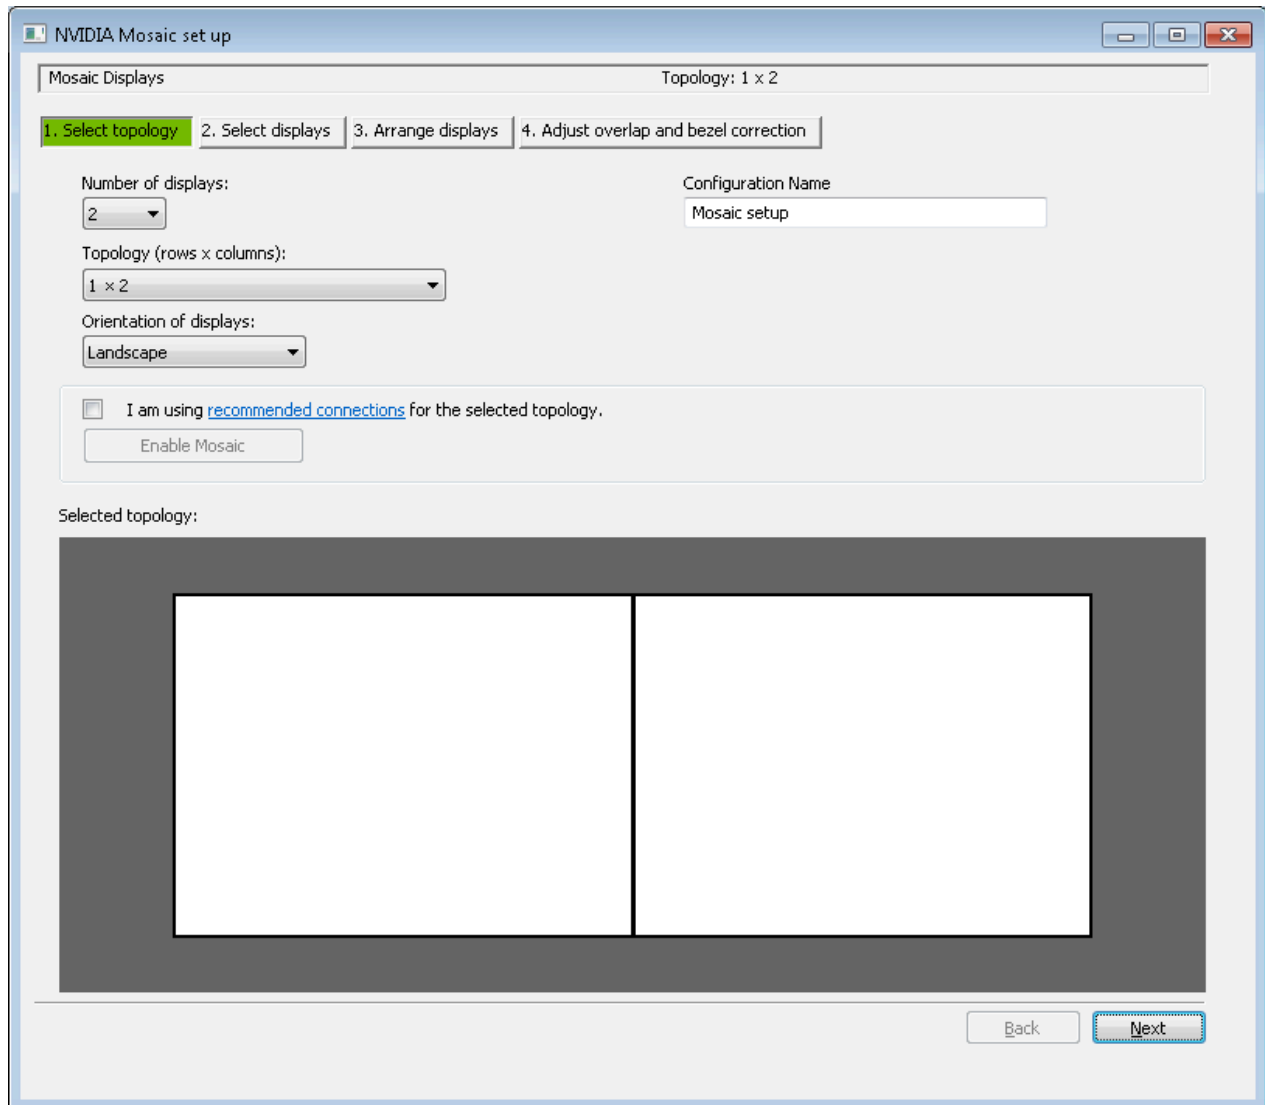 NVIDIA Mosaic set up
Mosaic Displays Topology: 1 x 2
1. Select topology 2. Select displays 3. Arrange displays 4. Adjust overlap and bezel correction
Number of displays: Configuration Name
2 Mosaic setup
Topology (rows x columns):
1 × 2
Orientation of displays:
Landscape
I am using recommended connections for the selected topology.
Enable Mosaic
Selected topology:
Back Next